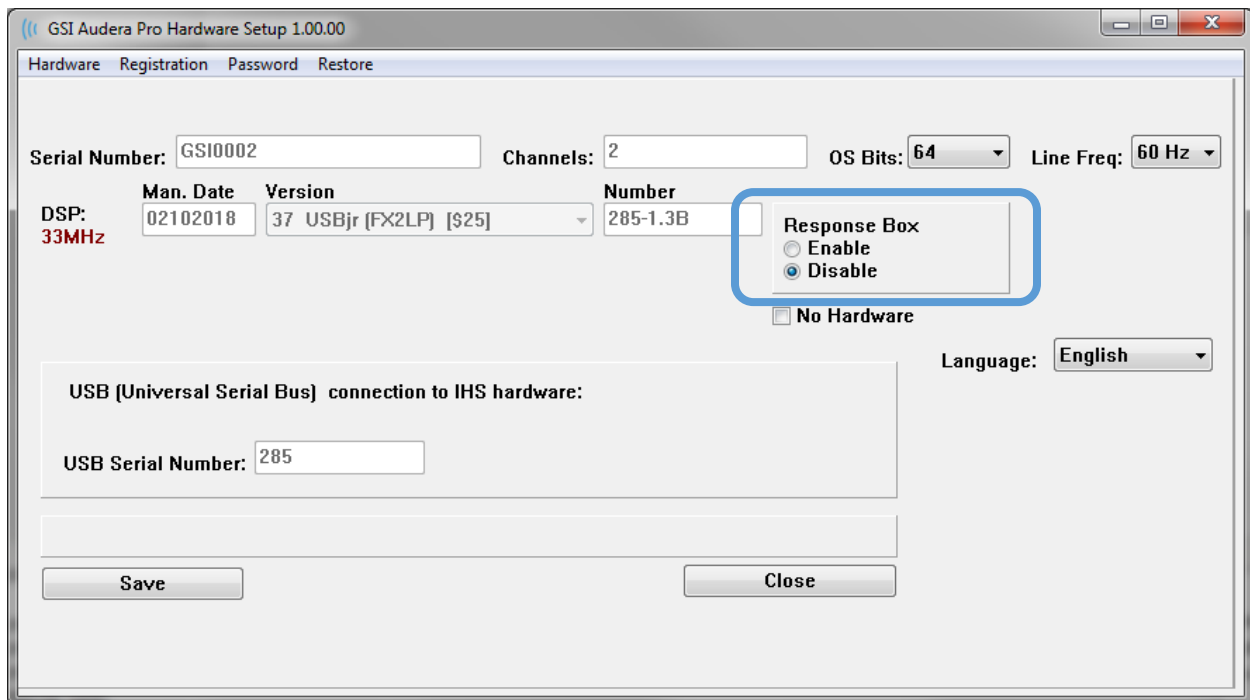 GSI Audera Pro Hardware Setup 1.00.00
Hardware Registration Password Restore
Serial Number: GSI0002 Channels: 2 OS Bits: 64 Line Freq: 60 Hz
Man. Date Version Number
DSP: 02102018 37 USBjr (FX2LP) [$25] 285-1.3B
33MHz
Response Box
Enable
Disable
No Hardware
Language: English
USB (Universal Serial Bus) connection to IHS hardware:
USB Serial Number: 285
Save Close